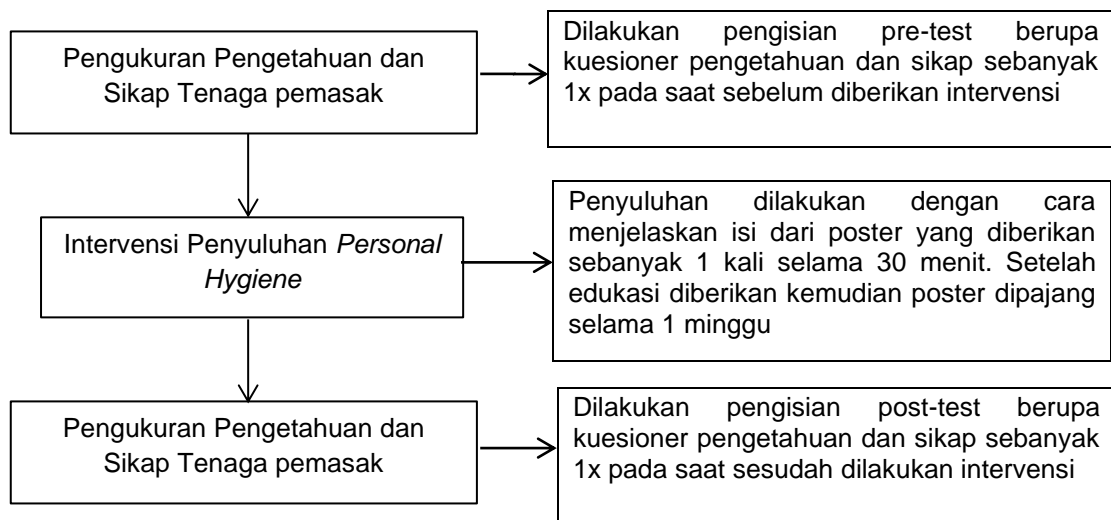 Pengukuran Pengetahuan dan
Sikap Tenaga pemasak
Dilakukan pengisian pre-test berupa
kuesioner pengetahuan dan sikap sebanyak
1x pada saat sebelum diberikan intervensi
Intervensi Penyuluhan Personal
Hygiene
Penyuluhan dilakukan dengan cara
menjelaskan isi dari poster yang diberikan
sebanyak 1 kali selama 30 menit. Setelah
edukasi diberikan kemudian poster dipajang
selama 1 minggu
Pengukuran Pengetahuan dan
Sikap Tenaga pemasak
Dilakukan pengisian post-test berupa
kuesioner pengetahuan dan sikap sebanyak
1x pada saat sesudah dilakukan intervensi